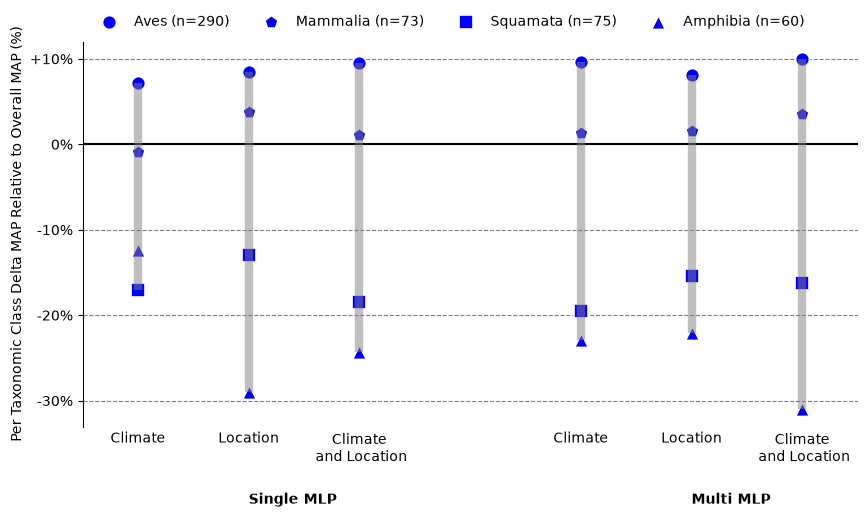 Aves (n=290) Mammalia (n=73) Squamata (n=75) Amphibia (n=60)
Per Taxonomic Class Delta MAP Relative to Overall MAP (%)
+10%
0%
-10%
-20%
-30%
Climate Location Climate and Location Climate Location Climate and Location
Single MLP Multi MLP